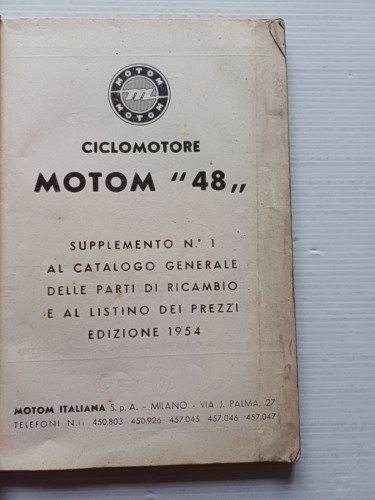 MOTOM
m
MOTOM
CICLOMOTORE
MOTOM "48„
SUPPLEMENTO N.° 1
AL CATALOGO GENERALE
DELLE PARTI DI RICAMBIO
E AL LISTINO DEI PREZZI
EDIZIONE 1954
MOTOM ITALIANA S. p. A. - MILANO - VIA J. PALMA, 27
TELEFONI N.ri 450.803 450.926 457.045 457.046 457.047